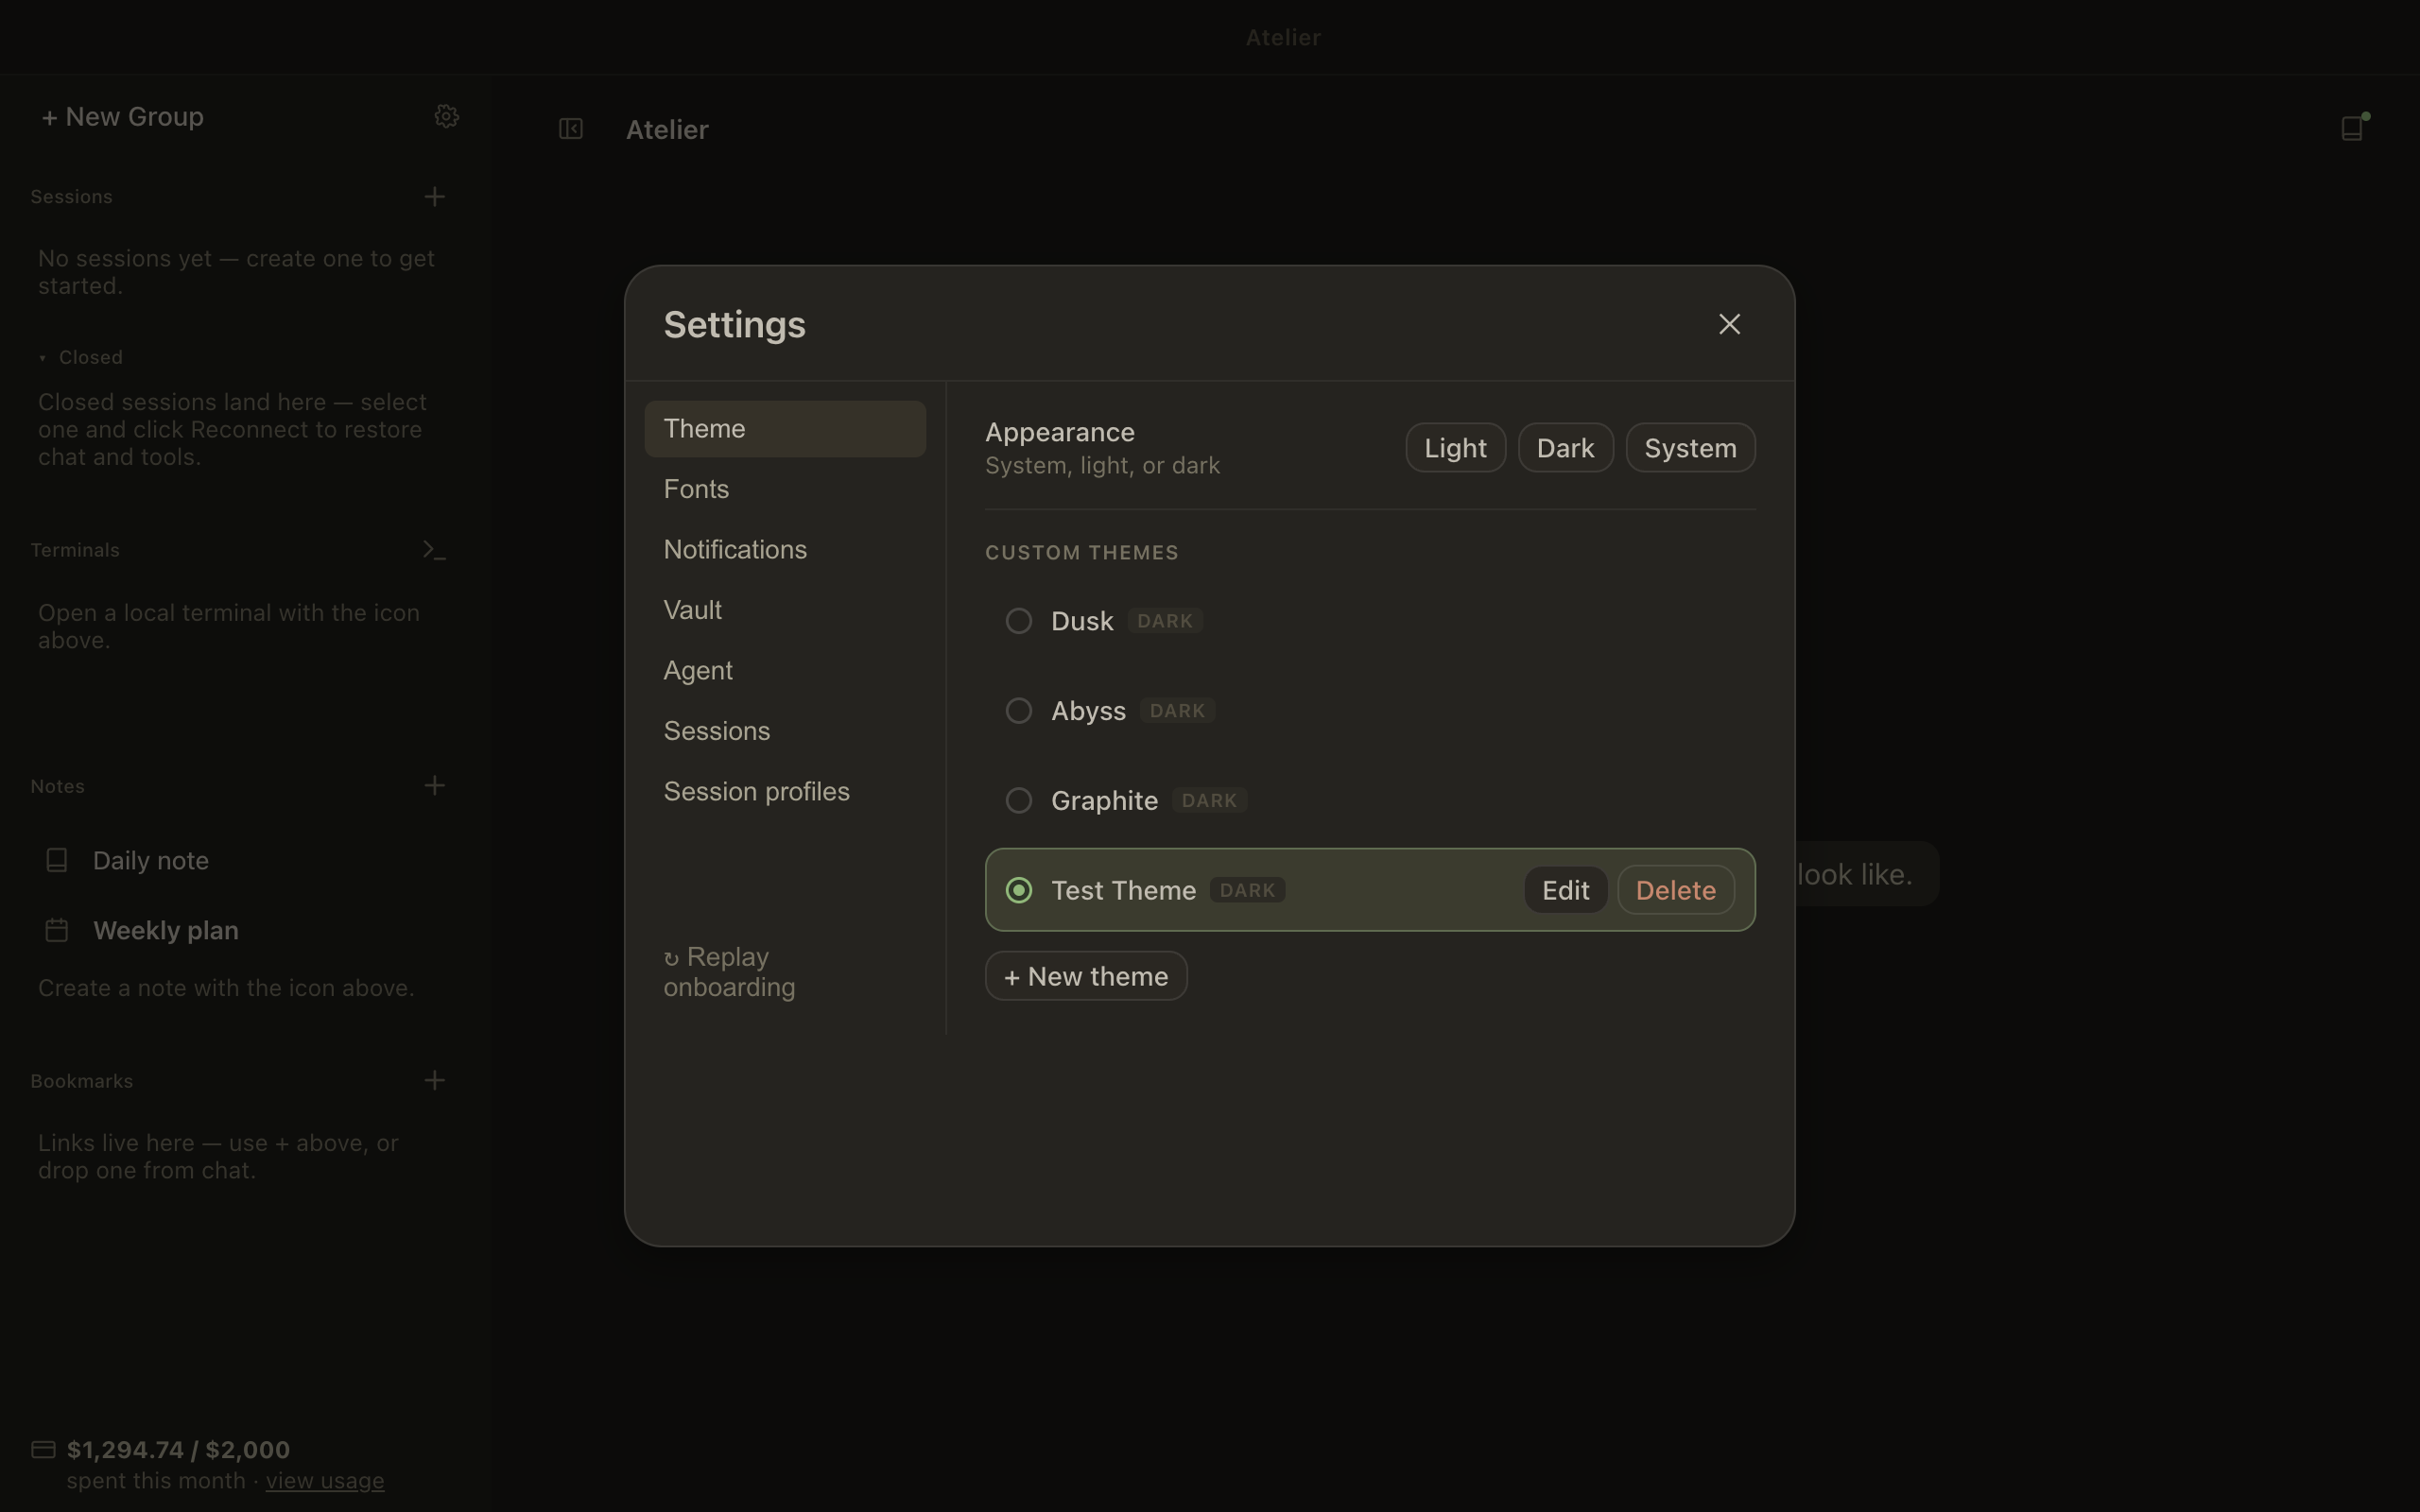 Atelier
+ New Group
Atelier
Sessions
No sessions yet — create one to get
started.
Closed
Closed sessions land here — select
one and click Reconnect to restore
chat and tools.
Terminals
Open a local terminal with the icon
above.
Notes
Daily note
Weekly plan
Create a note with the icon above.
Bookmarks
Links live here — use + above, or
drop one from chat.
$1,294.74 / $2,000
spent this month · view usage
Settings
Theme
Fonts
Notifications
Vault
Agent
Sessions
Session profiles
↻ Replay
onboarding
Appearance
System, light, or dark
Light Dark System
CUSTOM THEMES
Dusk DARK
Abyss DARK
Graphite DARK
Test Theme DARK Edit Delete
+ New theme
look like.